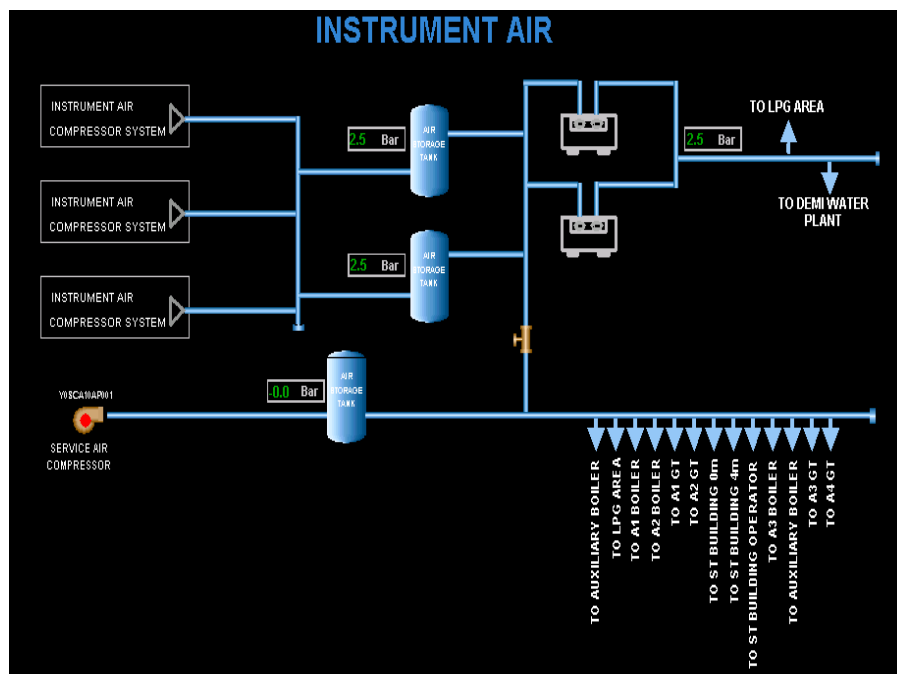 INSTRUMENT AIR
INSTRUMENT AIR
COMPRESSOR SYSTEM
2.5 Bar
AIR
STORAGE
TANK
2.5 Bar
TO LPG AREA
TO DEMI WATER
PLANT
INSTRUMENT AIR
COMPRESSOR SYSTEM
2.5 Bar
AIR
STORAGE
TANK
INSTRUMENT AIR
COMPRESSOR SYSTEM
-0.0 Bar
AIR
STORAGE
TANK
Y0SCA10AP001
SERVICE AIR
COMPRESSOR
TO AUXILIARY BOILER
TO LPG AREA
TO A1 BOILER
TO A2 BOILER
TO A1 GT
TO A2 GT
TO ST BUILDING 0m
TO ST BUILDING 4m
TO ST BUILDING OPERATOR
TO A3 BOILER
TO AUXILIARY BOILER
TO A3 GT
TO A4 GT